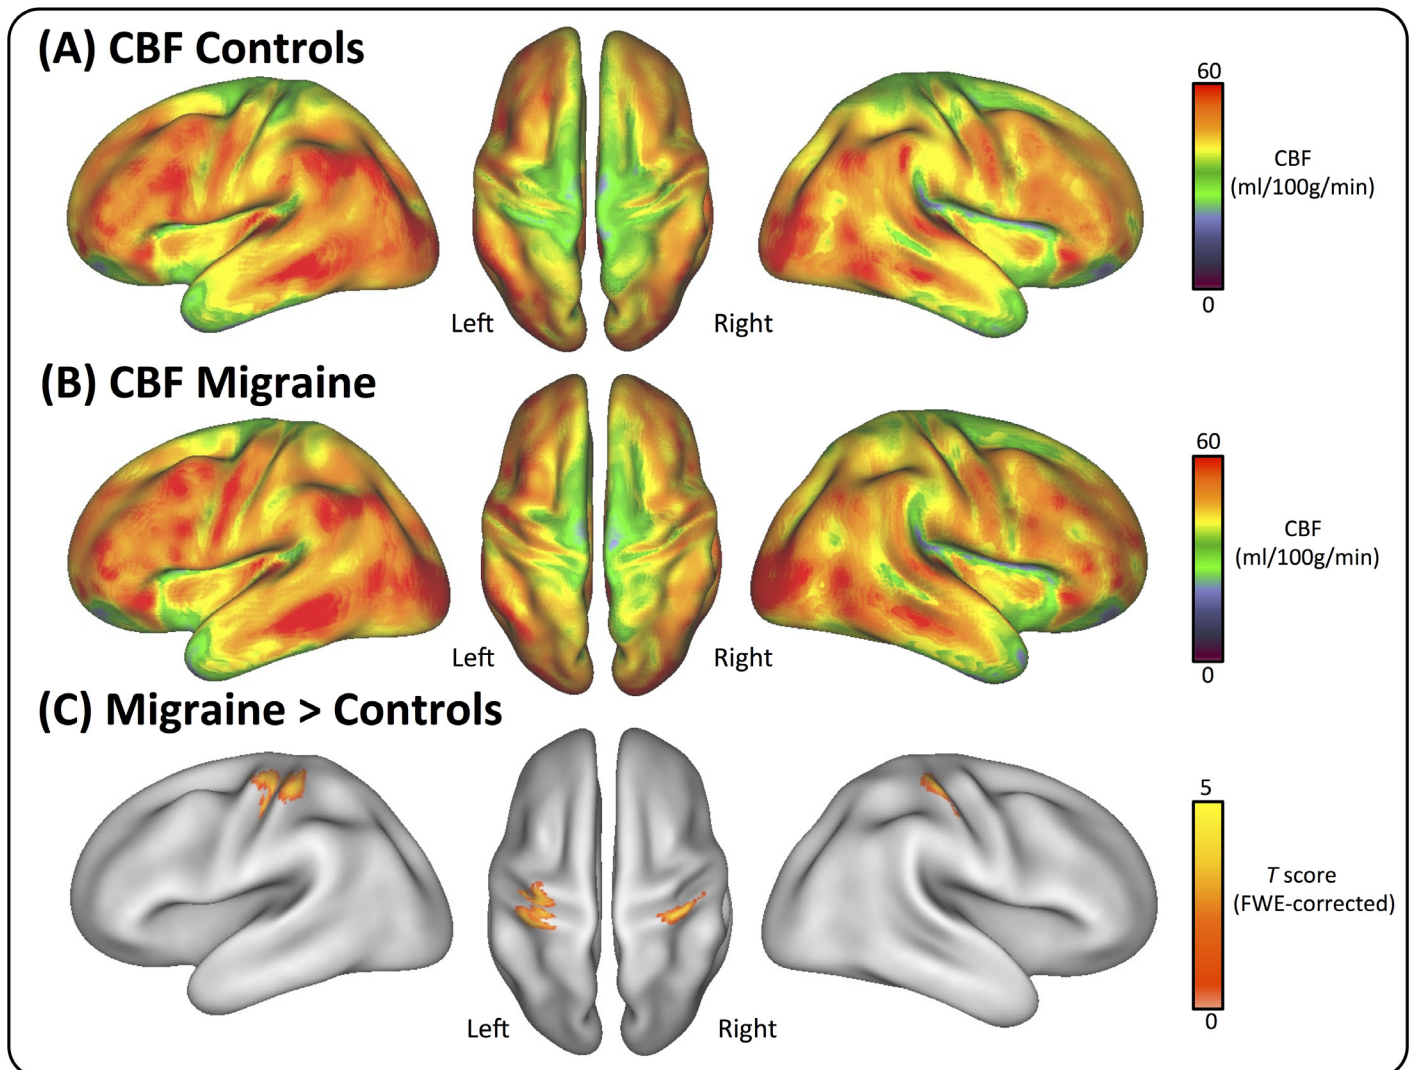 (A) CBF Controls
60
CBF
(ml/100g/min)
0
Left
Right
(B) CBF Migraine
60
CBF
(ml/100g/min)
0
Left
Right
(C) Migraine > Controls
5
T score
(FWE-corrected)
0
Left
Right